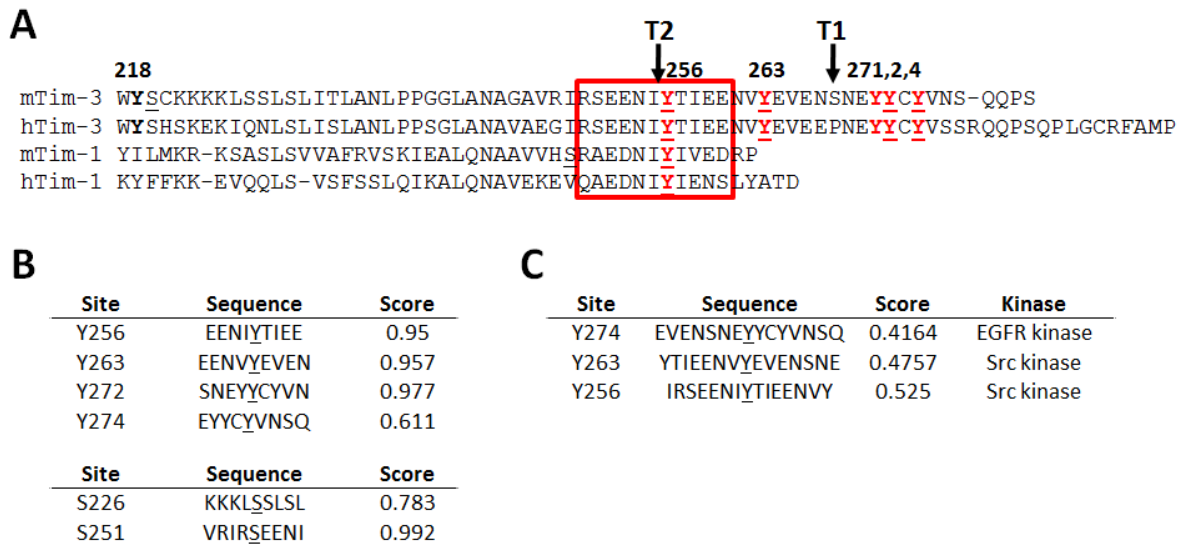 A
T2 T1
218 256 263 271,2,4
mTim-3 WYSCKKKKLSSLSLITLANLPPGGLANAGAVRIRSEENIYTIEENVYEVENSNEYYCYVNS-QQPS
hTim-3 WYSHSKEKIQNLSLISLANLPPSGLANAVAEGIRSEENIYTIEENVYEVEEPNEYYCYVSSRQQPSQPLGCRFAMP
mTim-1 YILMKR-KSASLSVVAFRVSKIEALQNAAVVHSRAEDNIYIVEDRP
hTim-1 KYFFKK-EVQQLS-VSFSSLQIKALQNAVEKEVQAEDNIYIENSLYATD
B
Site Sequence Score
Y256 EENIYTIEE 0.95
Y263 EENVYEVEN 0.957
Y272 SNEYYCYVN 0.977
Y274 EYYCYVNSQ 0.611
Site Sequence Score
S226 KKKLSSLSL 0.783
S251 VRIRSEENI 0.992
C
Site Sequence Score Kinase
Y274 EVENSNEYYCYVNSQ 0.4164 EGFR kinase
Y263 YTIEENVYEVENSNE 0.4757 Src kinase
Y256 IRSEENIYTIEENVY 0.525 Src kinase